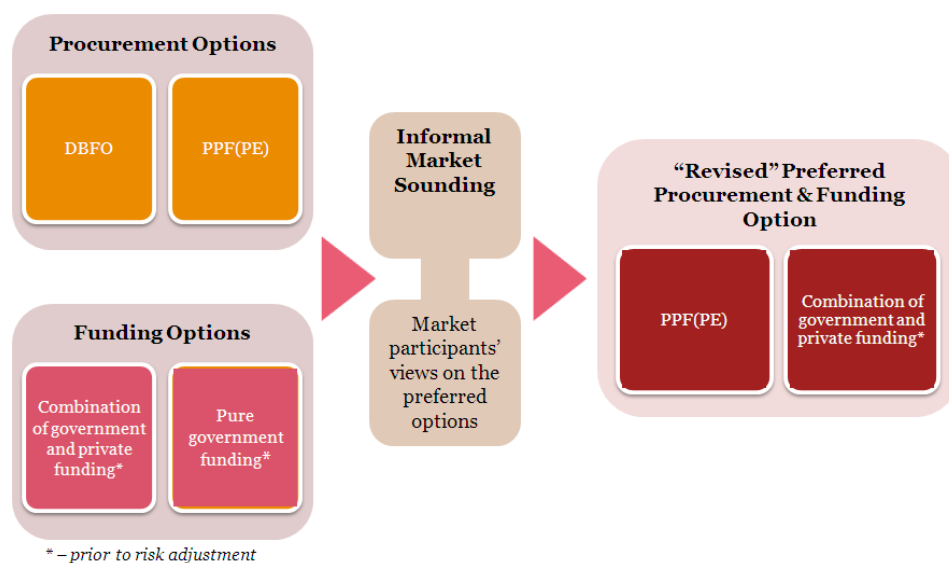 Procurement Options
DBFO
PPF(PE)
Funding Options
Combination
of government
and private
funding*
Pure
government
funding*
* – prior to risk adjustment
Informal
Market
Sounding
Market
participants’
views on the
preferred
options
“Revised” Preferred
Procurement & Funding
Option
PPF(PE)
Combination of
government and
private funding*